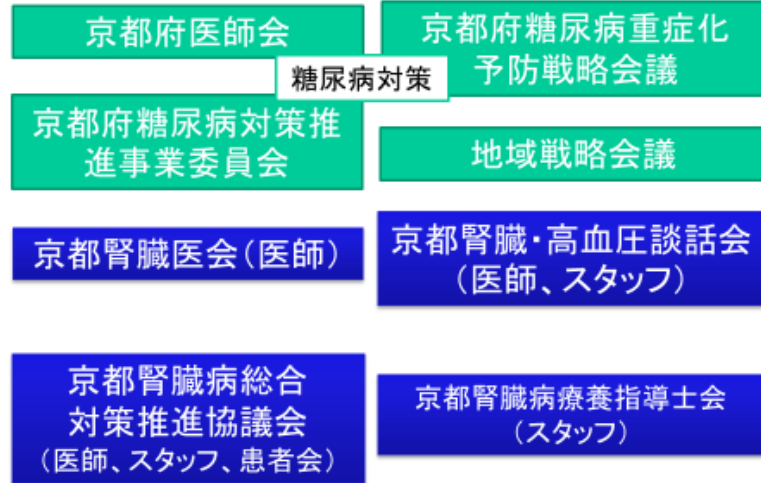 京都府医師会
京都府糖尿病重症化
予防戦略会議
糖尿病対策
京都府糖尿病対策推
進事業委員会
地域戦略会議
京都腎臓医会(医師)
京都腎臓・高血圧談話会
(医師、スタッフ)
京都腎臓病総合
対策推進協議会
(医師、スタッフ、患者会)
京都腎臓病療養指導士会
(スタッフ)